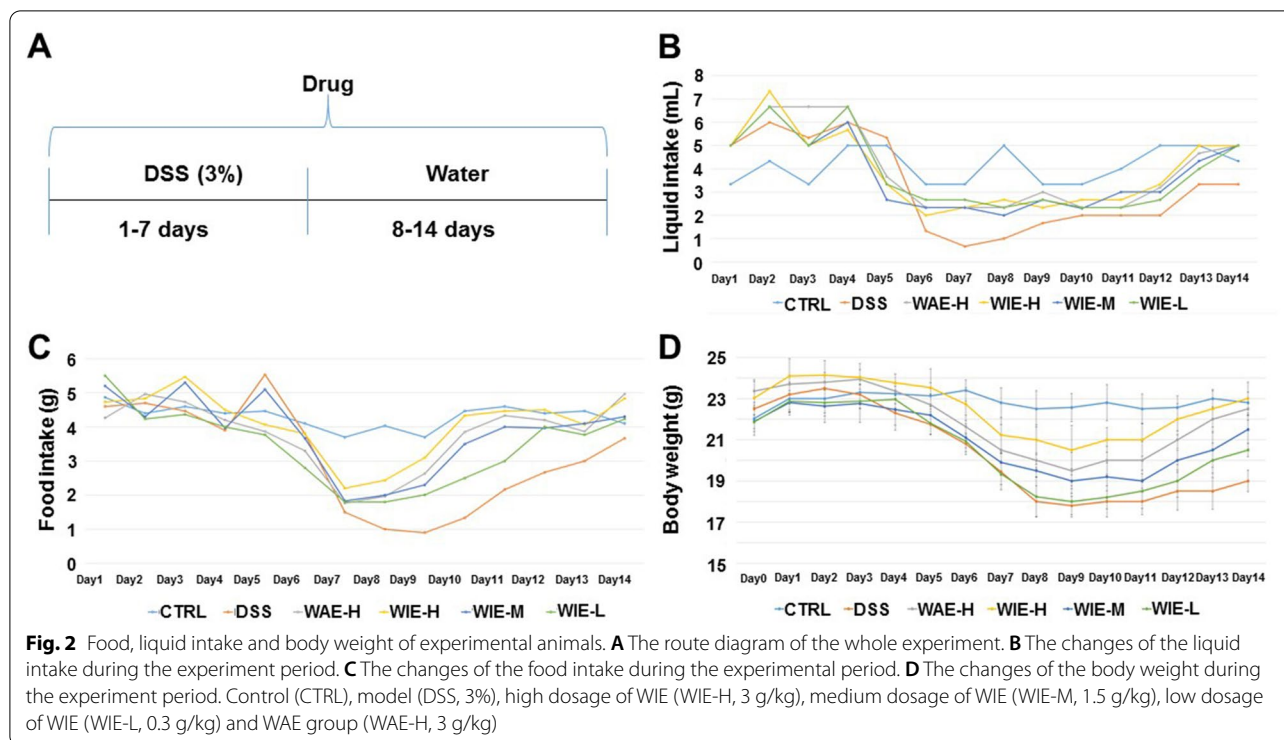 A
Drug
DSS (3%)
Water
1-7 days
8-14 days
B
Liquid intake (mL)
8
7
6
5
4
3
2
1
0
Day1 Day2 Day3 Day4 Day5 Day6 Day7 Day8 Day9 Day10 Day11 Day12 Day13 Day14
CTRL DSS WAE-H WIE-H WIE-M WIE-L
C
Food intake (g)
6
5
4
3
2
1
0
Day1 Day2 Day3 Day4 Day5 Day6 Day7 Day8 Day9 Day10 Day11 Day12 Day13 Day14
CTRL DSS WAE-H WIE-H WIE-M WIE-L
D
Body weight (g)
25
23
21
19
17
15
Day0 Day1 Day2 Day3 Day4 Day5 Day6 Day7 Day8 Day9 Day10 Day11 Day12 Day13 Day14
CTRL DSS WAE-H WIE-H WIE-M WIE-L
Fig. 2 Food, liquid intake and body weight of experimental animals. A The route diagram of the whole experiment. B The changes of the liquid
intake during the experiment period. C The changes of the food intake during the experimental period. D The changes of the body weight during
the experiment period. Control (CTRL), model (DSS, 3%), high dosage of WIE (WIE-H, 3 g/kg), medium dosage of WIE (WIE-M, 1.5 g/kg), low dosage
of WIE (WIE-L, 0.3 g/kg) and WAE group (WAE-H, 3 g/kg)